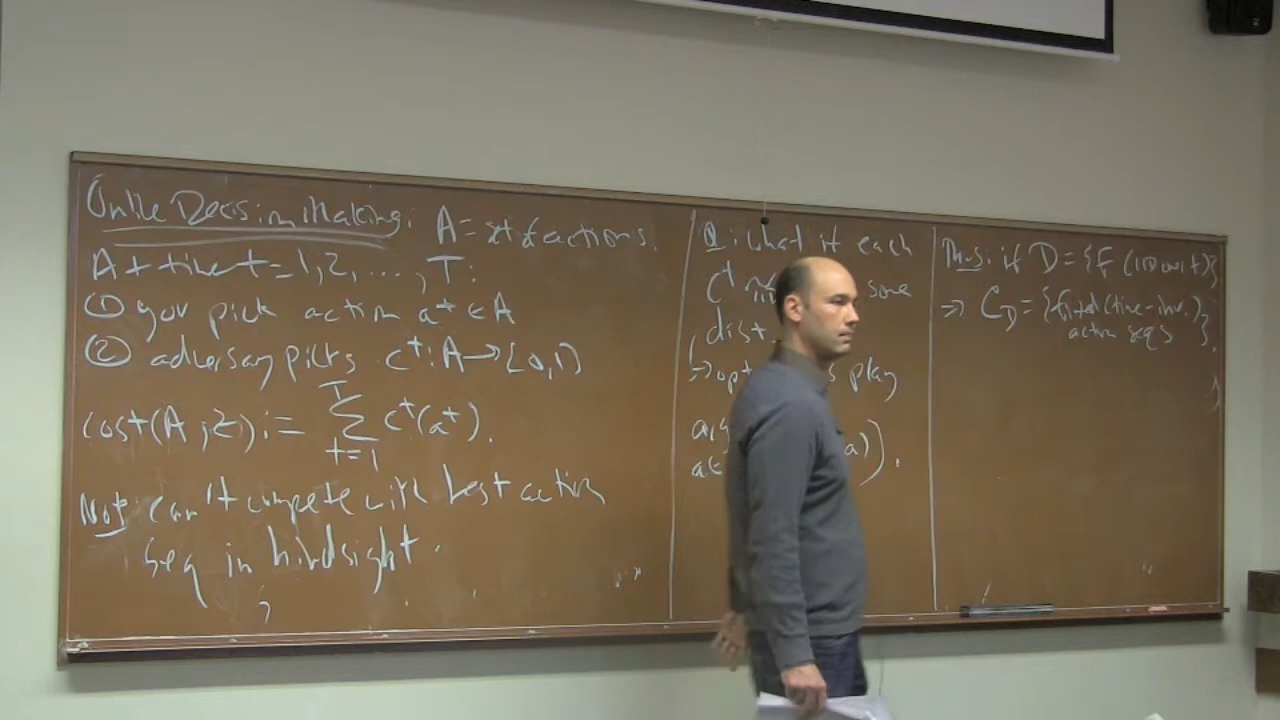 Online Decision Making: A = set of actions.
At time t=1,2, ..., T:
① you pick action a^t ∈ A
② adversary picks c^t: A → [0,1]
cost(A, z) := Σ_{t=1}^{T} c^t(a^t).
Note: can't compete with best action
seq in hindsight.
Q: what if each
c^t some
dist.
⇒ play
a)).
Thus: if D = {F (i.i.d. w.r.t. t)}
⇒ C_D = {fixed (time-inv.)
action seqs}.